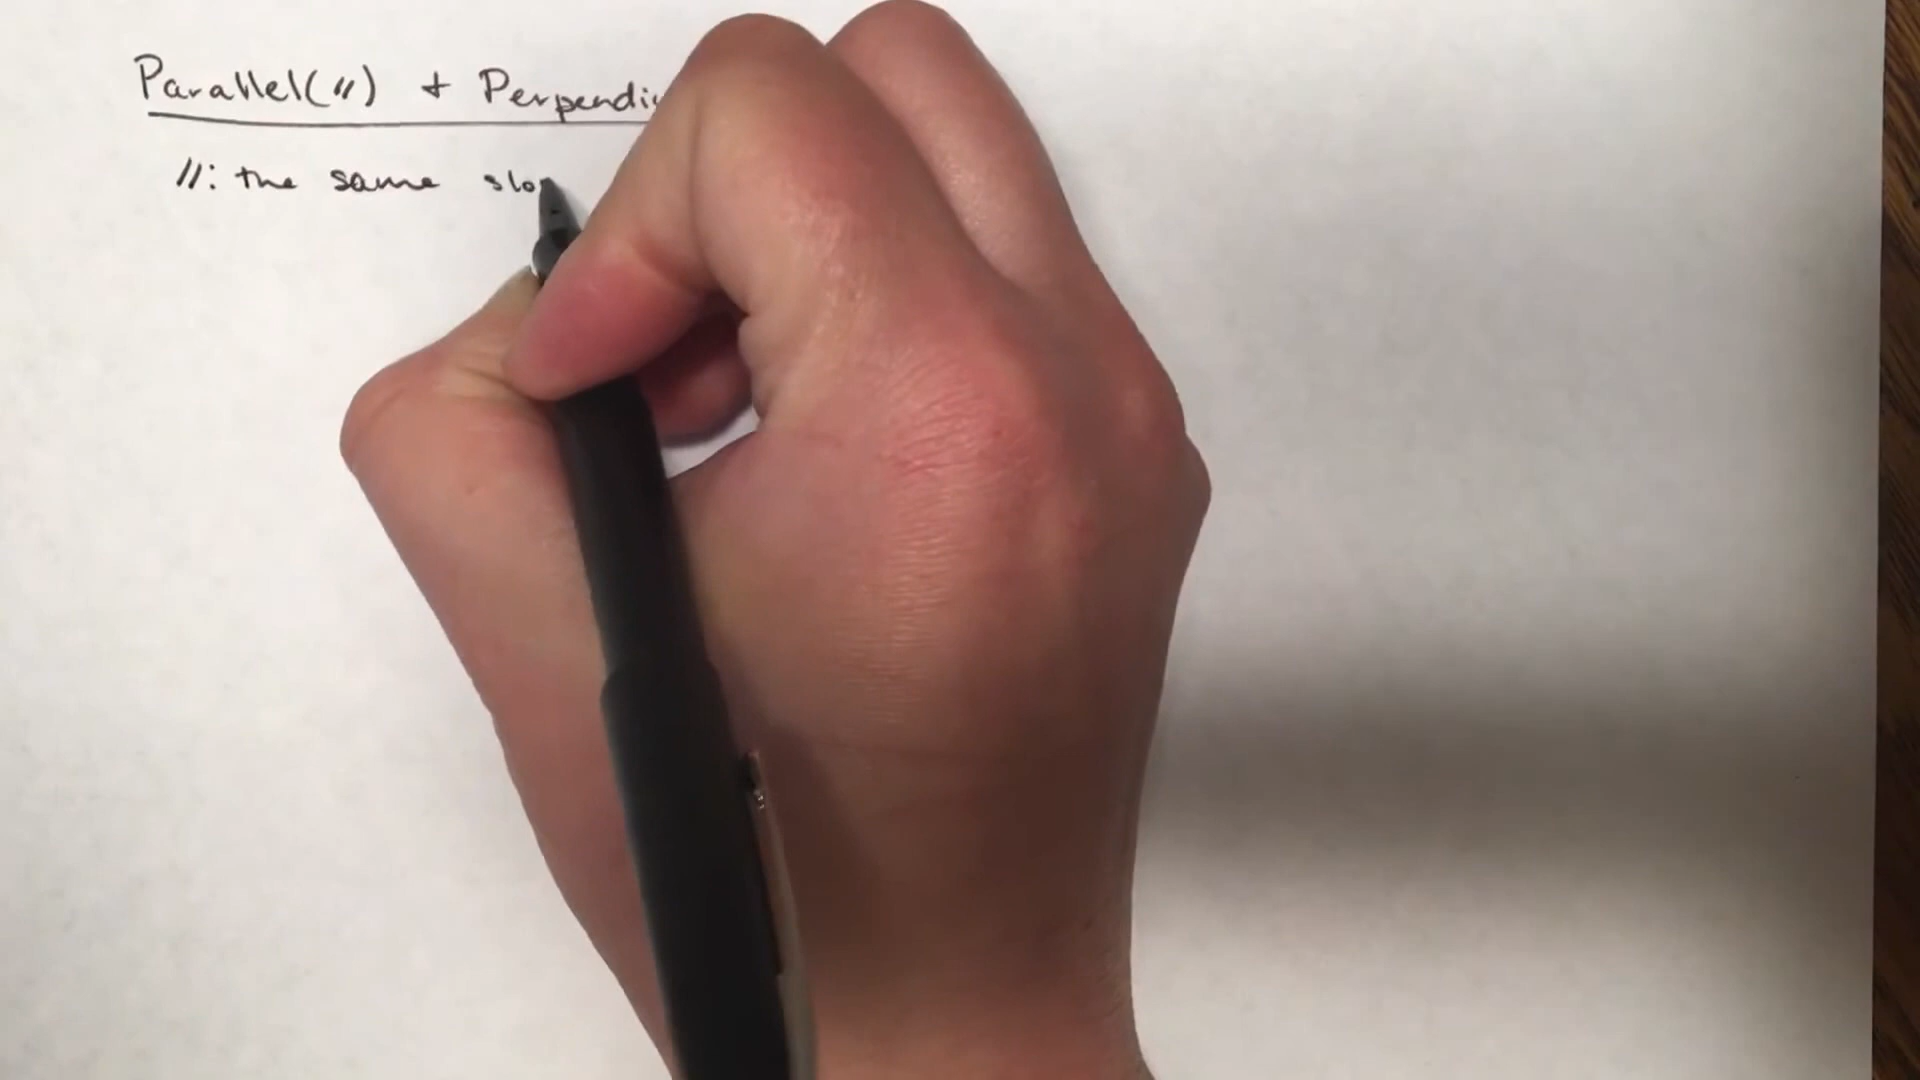 Parallel(//) + Perpendi
//: the same slo